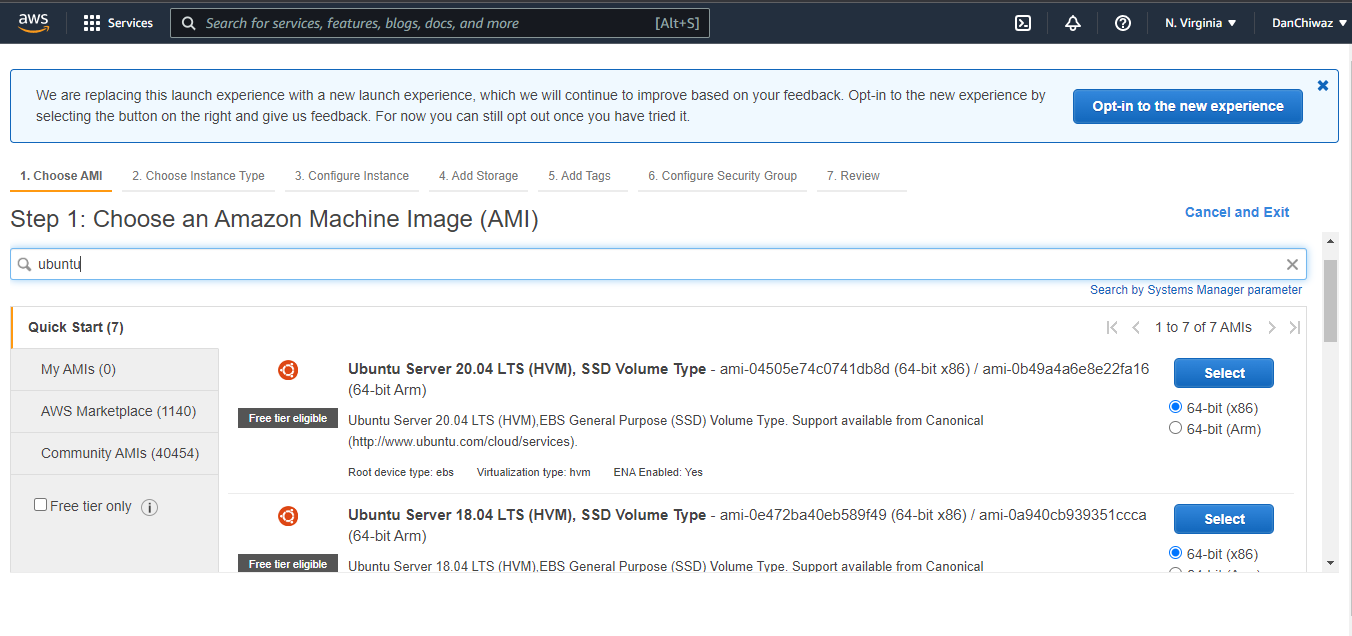 aws
Services
Search for services, features, blogs, docs, and more [Alt+S]
N. Virginia
DanChiwaz
We are replacing this launch experience with a new launch experience, which we will continue to improve based on your feedback. Opt-in to the new experience by
selecting the button on the right and give us feedback. For now you can still opt out once you have tried it.
Opt-in to the new experience
1. Choose AMI 2. Choose Instance Type 3. Configure Instance 4. Add Storage 5. Add Tags 6. Configure Security Group 7. Review
Step 1: Choose an Amazon Machine Image (AMI)
Cancel and Exit
ubuntu
Search by Systems Manager parameter
Quick Start (7)
1 to 7 of 7 AMIs
My AMIs (0)
AWS Marketplace (1140)
Community AMIs (40454)
Free tier only
Ubuntu Server 20.04 LTS (HVM), SSD Volume Type - ami-04505e74c0741db8d (64-bit x86) / ami-0b49a4a6e8e22fa16
(64-bit Arm)
Free tier eligible
Ubuntu Server 20.04 LTS (HVM),EBS General Purpose (SSD) Volume Type. Support available from Canonical
(http://www.ubuntu.com/cloud/services).
Root device type: ebs Virtualization type: hvm ENA Enabled: Yes
Select
64-bit (x86)
64-bit (Arm)
Ubuntu Server 18.04 LTS (HVM), SSD Volume Type - ami-0e472ba40eb589f49 (64-bit x86) / ami-0a940cb939351ccca
(64-bit Arm)
Free tier eligible
Ubuntu Server 18.04 LTS (HVM),EBS General Purpose (SSD) Volume Type. Support available from Canonical
Select
64-bit (x86)